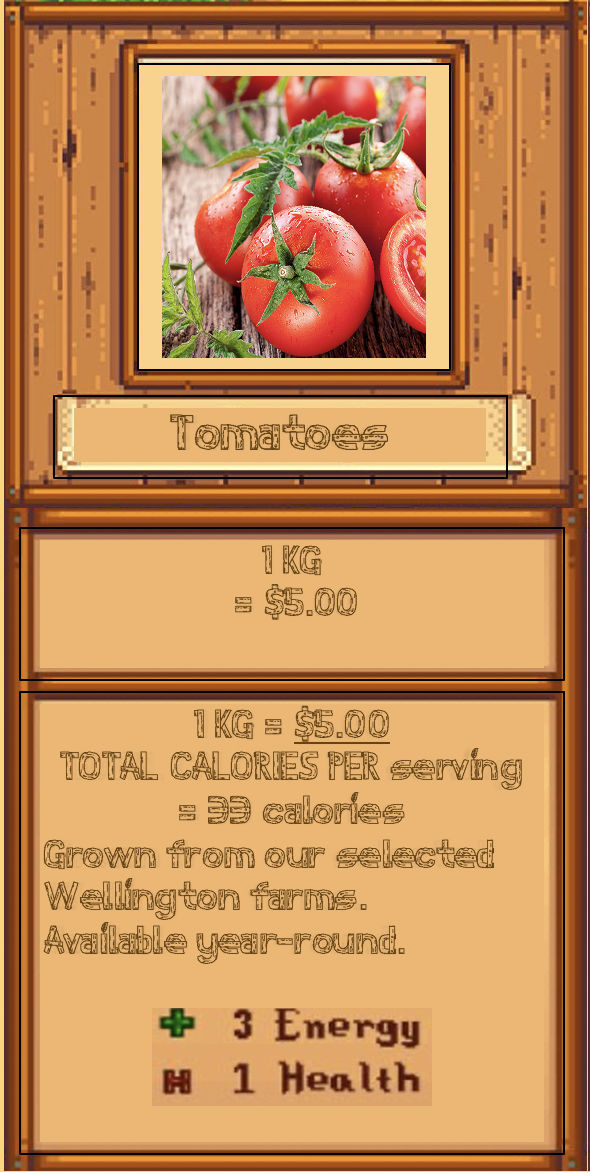 Tomatoes
1 KG
= $5.00
1 KG = $5.00
TOTAL CALORIES PER serving
= 33 calories
Grown from our selected
Wellington farms.
Available year-round.
3 Energy
1 Health